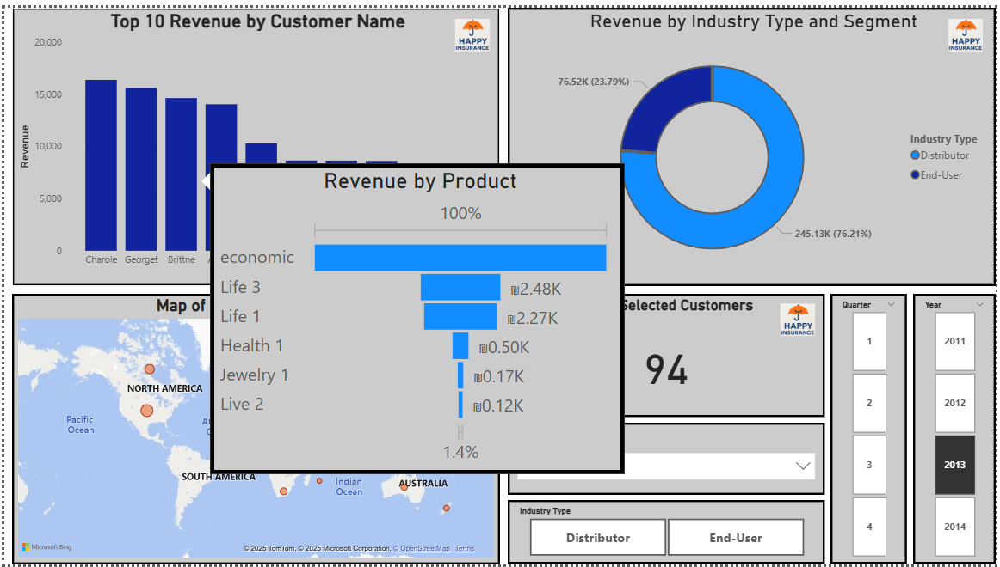 Top 10 Revenue by Customer Name
HAPPY
INSURANCE
20,000
15,000
10,000
5,000
0
Revenue
Charole
Georget
Brittne
Revenue by Industry Type and Segment
HAPPY
INSURANCE
76.52K (23.79%)
245.13K (76.21%)
Industry Type
Distributor
End-User
Revenue by Product
100%
economic
Life 3 ₪2.48K
Life 1 ₪2.27K
Health 1 ₪0.50K
Jewelry 1 ₪0.17K
Live 2 ₪0.12K
1.4%
Map of
NORTH AMERICA
Pacific
Ocean
SOUTH AMERICA
Indian
Ocean
AUSTRALIA
Microsoft Bing
© 2025 TomTom, © 2025 Microsoft Corporation, © OpenStreetMap Terms
Selected Customers
HAPPY
INSURANCE
94
Industry Type
Distributor
End-User
Quarter
1
2
3
4
Year
2011
2012
2013
2014